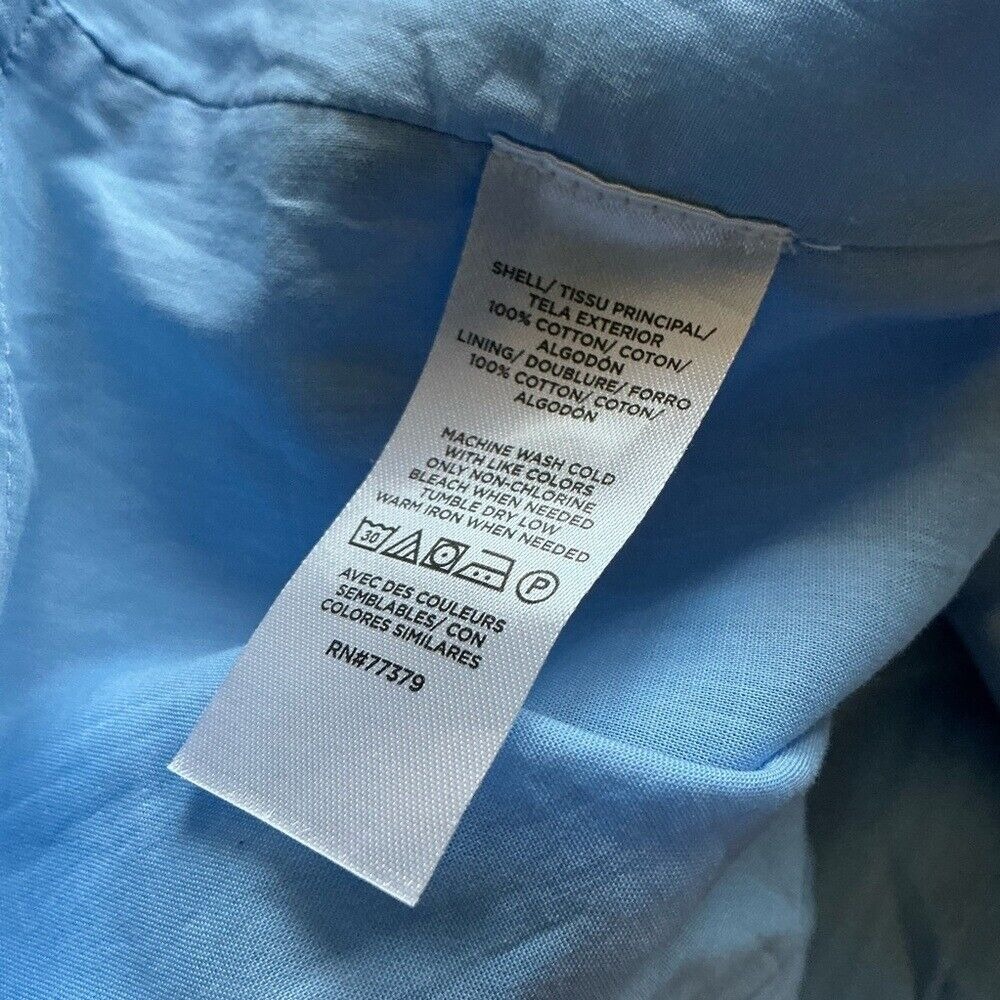 SHELL/ TISSU PRINCIPAL/
TELA EXTERIOR
100% COTTON/ COTON/
ALGODÓN
LINING/ DOUBLURE/ FORRO
100% COTTON/ COTON/
ALGODÓN
MACHINE WASH COLD
WITH LIKE COLORS
ONLY NON-CHLORINE
BLEACH WHEN NEEDED
TUMBLE DRY LOW
WARM IRON WHEN NEEDED
30 P
AVEC DES COULEURS
SEMBLABLES/ CON
COLORES SIMILARES
RN#77379